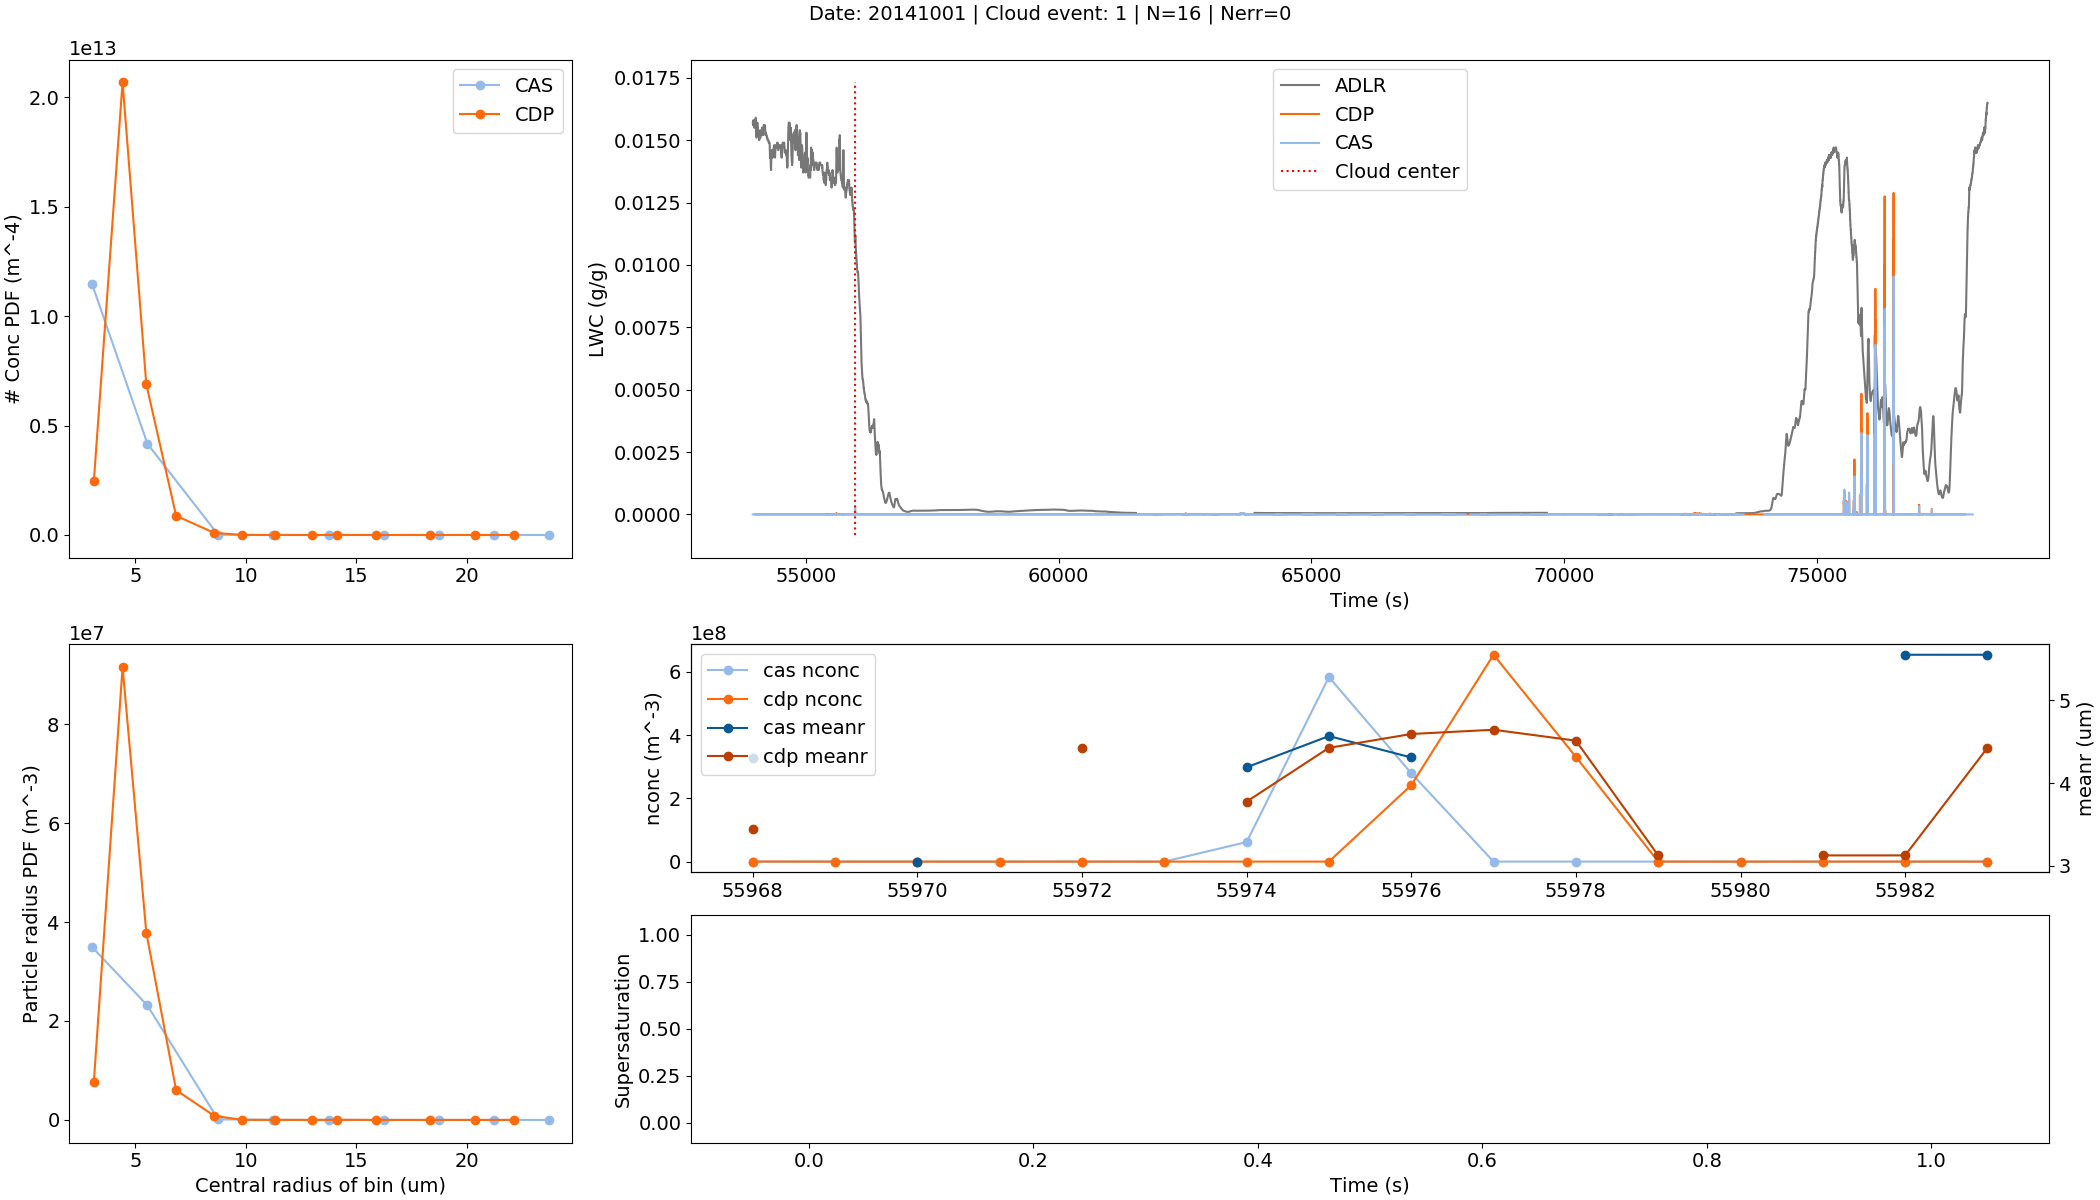 Date: 20141001 | Cloud event: 1 | N=16 | Nerr=0
1e13
# Conc PDF (m^-4)
2.0
1.5
1.0
0.5
0.0
5 10 15 20
CAS
CDP
LWC (g/g)
0.0175
0.0150
0.0125
0.0100
0.0075
0.0050
0.0025
0.0000
55000 60000 65000 70000 75000
Time (s)
ADLR
CDP
CAS
Cloud center
1e7
Particle radius PDF (m^-3)
8
6
4
2
0
5 10 15 20
Central radius of bin (um)
1e8
nconc (m^-3)
6
4
2
0
cas nconc
cdp nconc
cas meanr
cdp meanr
5
4
3
meanr (um)
55968 55970 55972 55974 55976 55978 55980 55982
Supersaturation
1.00
0.75
0.50
0.25
0.00
0.0 0.2 0.4 0.6 0.8 1.0
Time (s)